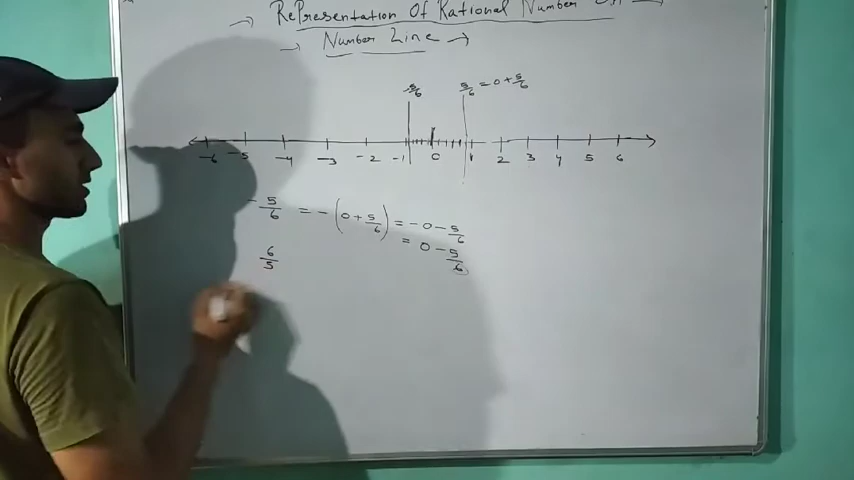 → Representation Of Rational Number On →
→ Number Line →
-5/6 5/6 = 0 + 5/6
-6 -5 -4 -3 -2 -1 0 1 2 3 4 5 6
- 5/6 = - (0 + 5/6) = - 0 - 5/6
= 0 - 5/6
6/5